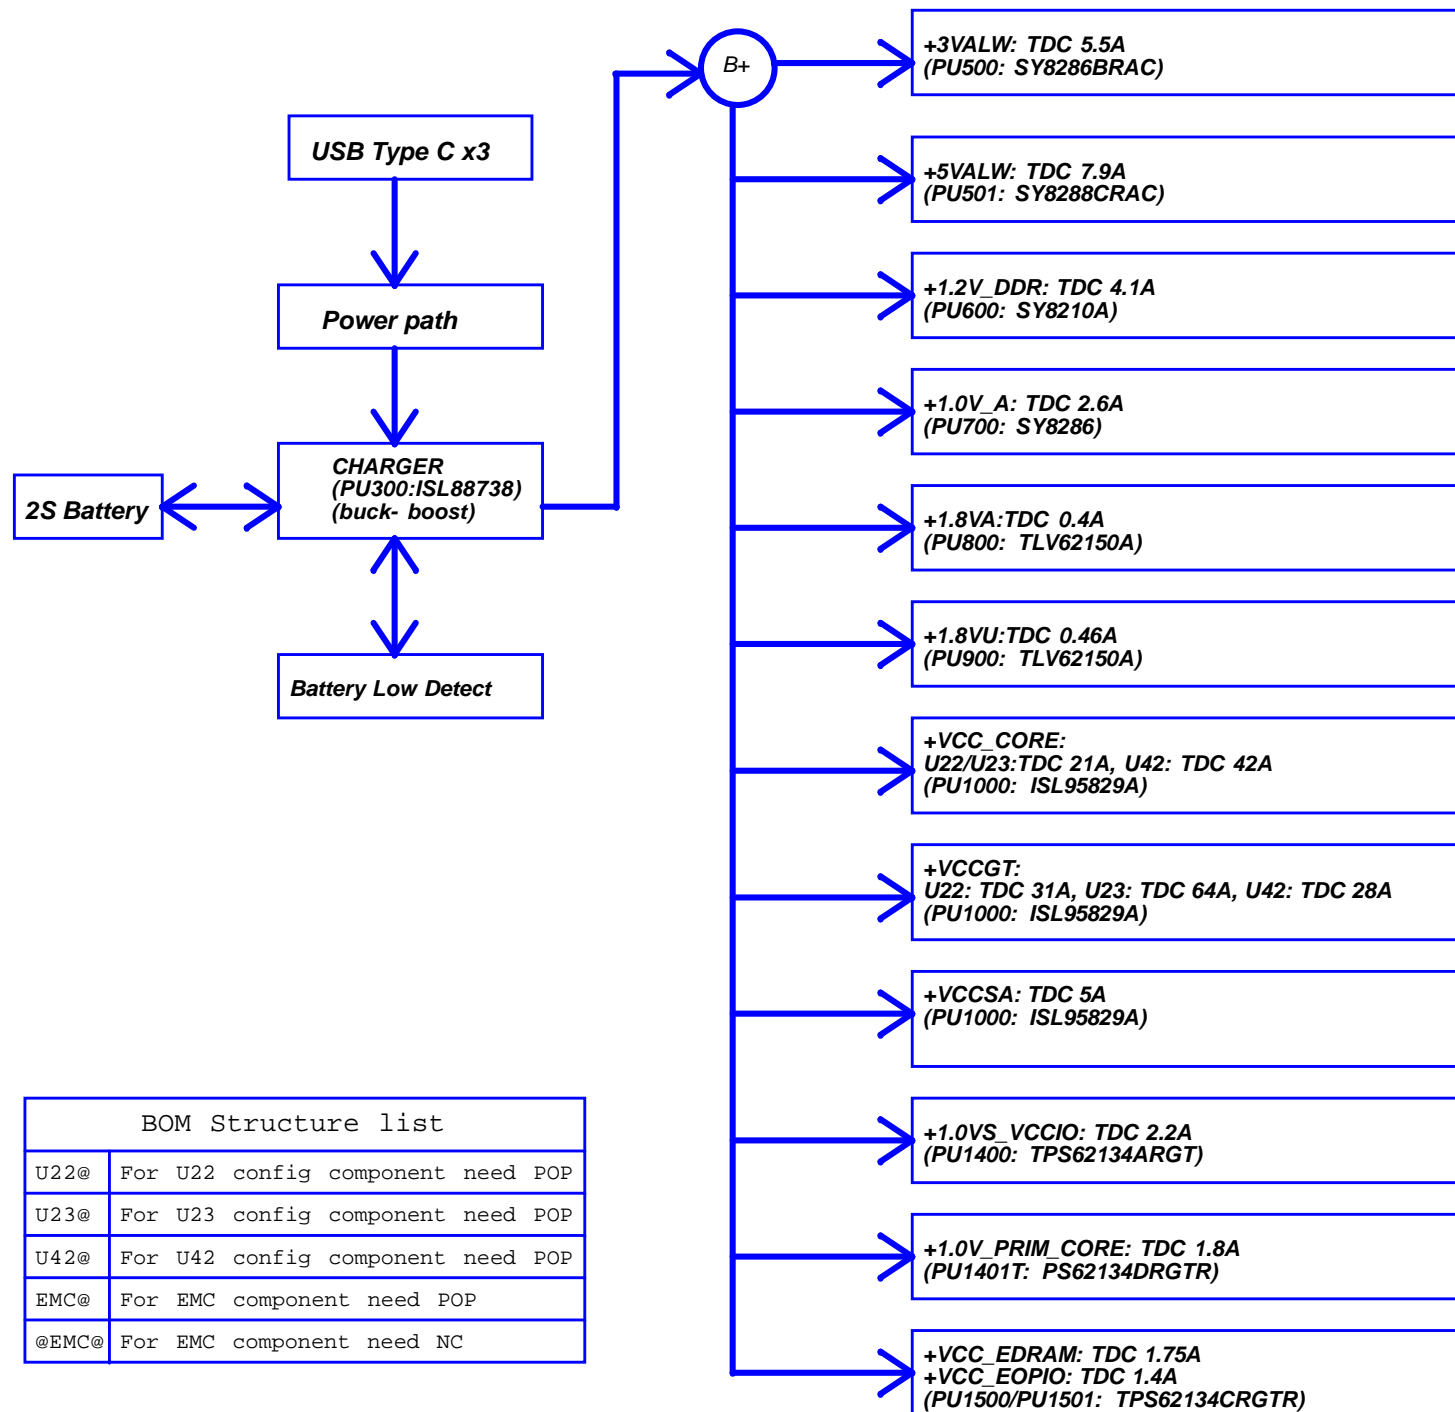 USB Type C x3
Power path
CHARGER
(PU300:ISL88738)
(buck- boost)
2S Battery
Battery Low Detect
B+
+3VALW: TDC 5.5A
(PU500: SY8286BRAC)
+5VALW: TDC 7.9A
(PU501: SY8288CRAC)
+1.2V_DDR: TDC 4.1A
(PU600: SY8210A)
+1.0V_A: TDC 2.6A
(PU700: SY8286)
+1.8VA:TDC 0.4A
(PU800: TLV62150A)
+1.8VU:TDC 0.46A
(PU900: TLV62150A)
+VCC_CORE:
U22/U23:TDC 21A, U42: TDC 42A
(PU1000: ISL95829A)
+VCCGT:
U22: TDC 31A, U23: TDC 64A, U42: TDC 28A
(PU1000: ISL95829A)
+VCCSA: TDC 5A
(PU1000: ISL95829A)
+1.0VS_VCCIO: TDC 2.2A
(PU1400: TPS62134ARGT)
+1.0V_PRIM_CORE: TDC 1.8A
(PU1401T: PS62134DRGTR)
+VCC_EDRAM: TDC 1.75A
+VCC_EOPIO: TDC 1.4A
(PU1500/PU1501: TPS62134CRGTR)
BOM Structure list
U22@ For U22 config component need POP
U23@ For U23 config component need POP
U42@ For U42 config component need POP
EMC@ For EMC component need POP
@EMC@ For EMC component need NC